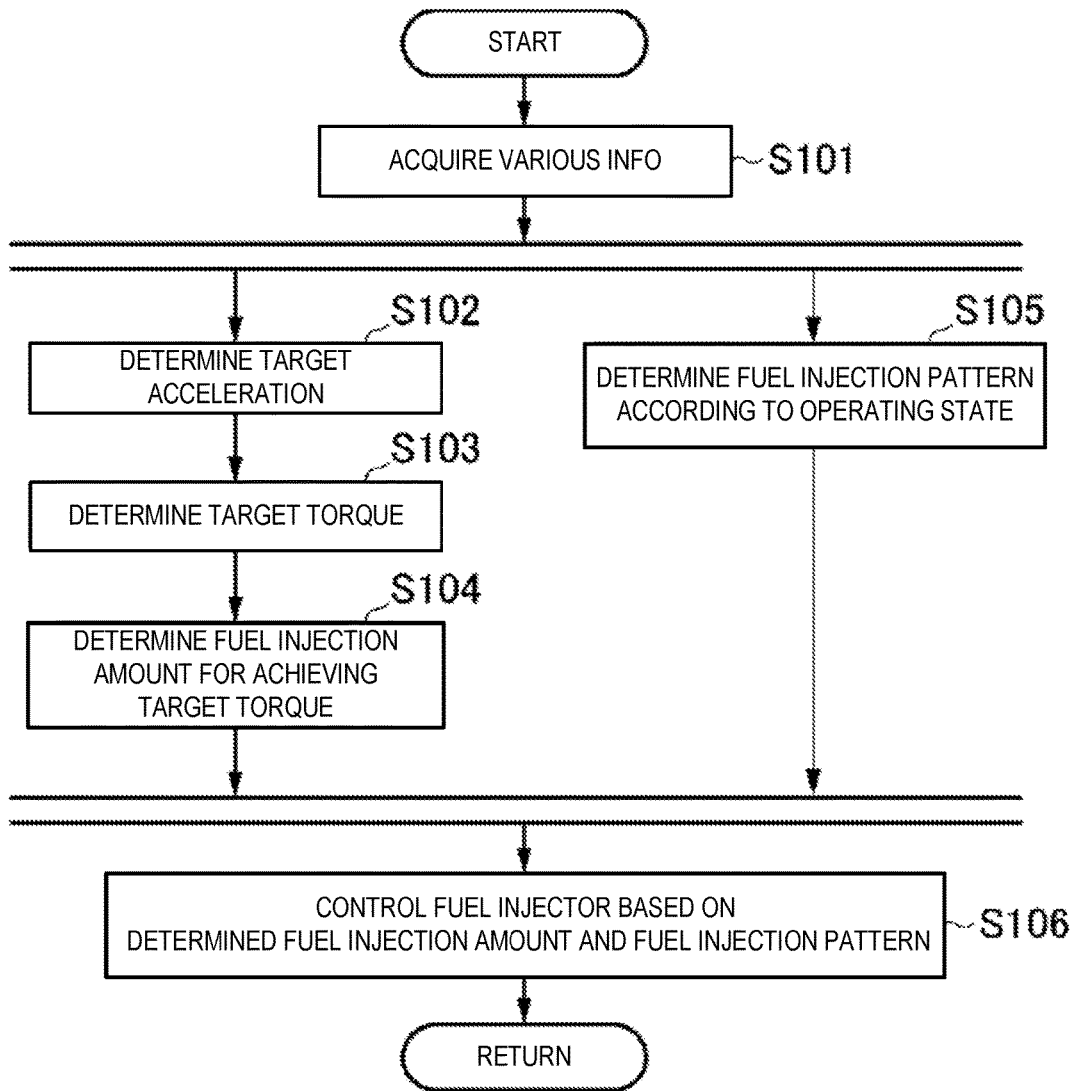 START
ACQUIRE VARIOUS INFO
S101
S102
DETERMINE TARGET
ACCELERATION
S103
DETERMINE TARGET TORQUE
S104
DETERMINE FUEL INJECTION
AMOUNT FOR ACHIEVING
TARGET TORQUE
S105
DETERMINE FUEL INJECTION PATTERN
ACCORDING TO OPERATING STATE
CONTROL FUEL INJECTOR BASED ON
DETERMINED FUEL INJECTION AMOUNT AND FUEL INJECTION PATTERN
S106
RETURN